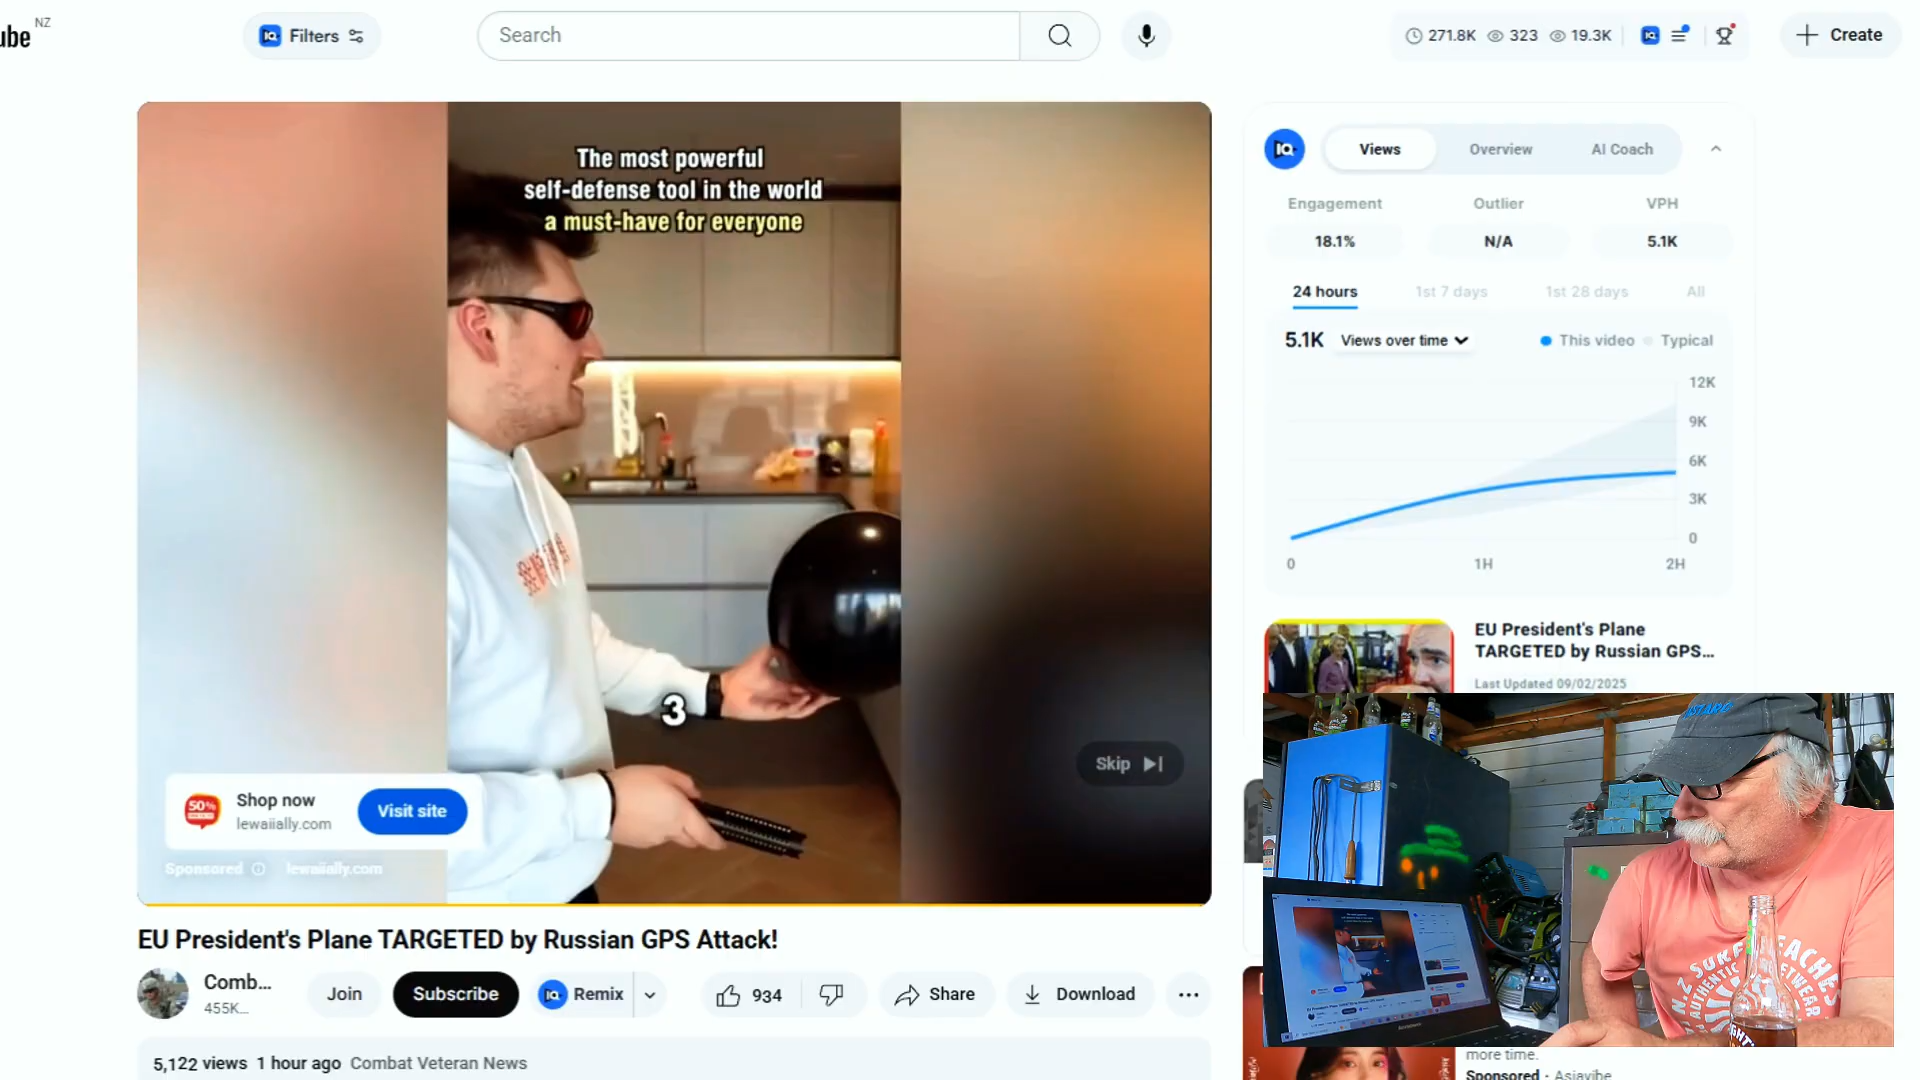 ube NZ
IQ Filters
Search
271.8K 323 19.3K IQ
Create
The most powerful
self-defense tool in the world
a must-have for everyone
3
Skip
50%
Shop now
lewaiially.com
Visit site
Sponsored lewaiially.com
EU President's Plane TARGETED by Russian GPS Attack!
Comb...
455K...
Join
Subscribe
IQ Remix
934
Share
Download
5,122 views 1 hour ago Combat Veteran News
IQ
Views Overview AI Coach
Engagement Outlier VPH
18.1% N/A 5.1K
24 hours 1st 7 days 1st 28 days All
5.1K Views over time This video Typical
12K
9K
6K
3K
0
0 1H 2H
EU President's Plane
TARGETED by Russian GPS...
Last Updated 09/02/2025
more time.
Sponsored · Asiavibe